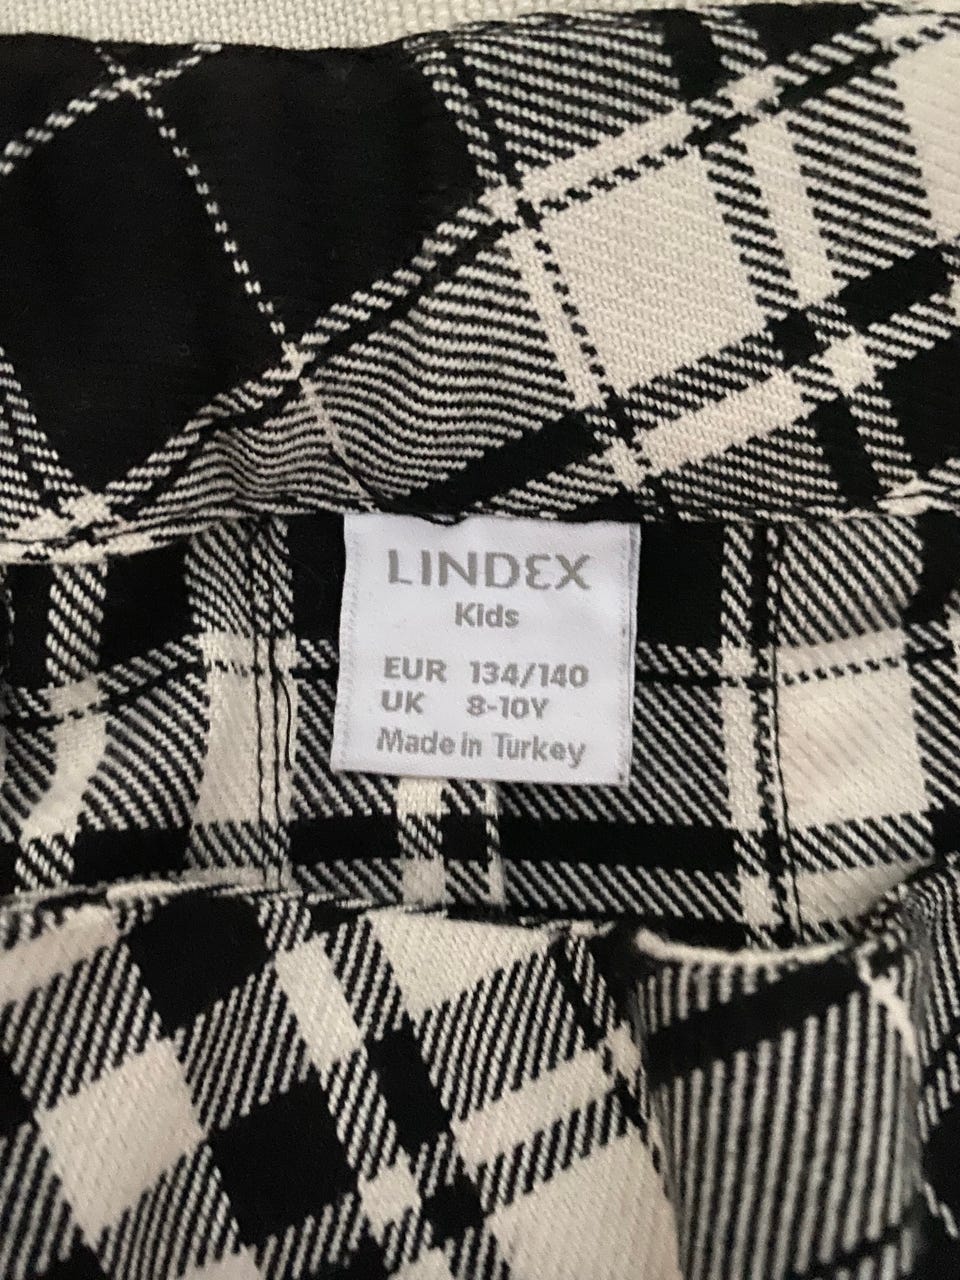 LINDEX
Kids
EUR 134/140
UK 8-10Y
Made in Turkey